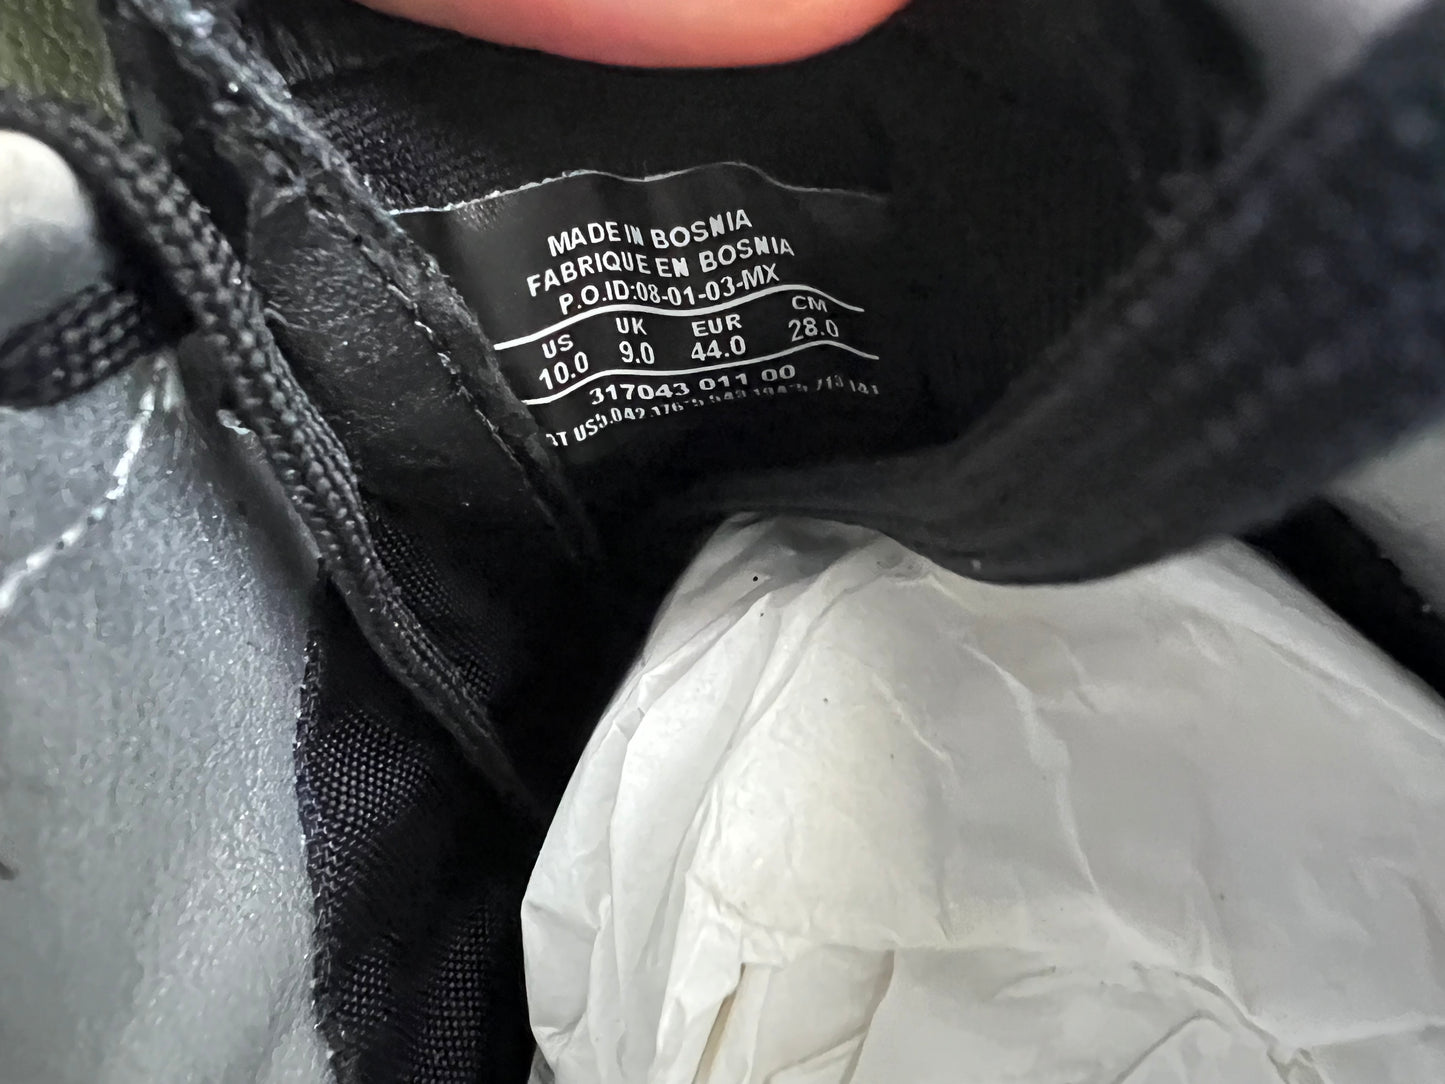 MADE IN BOSNIA
FABRIQUE EN BOSNIA
P.O.ID:08-01-03-MX
US UK EUR CM
10.0 9.0 44.0 28.0
317043 011 00